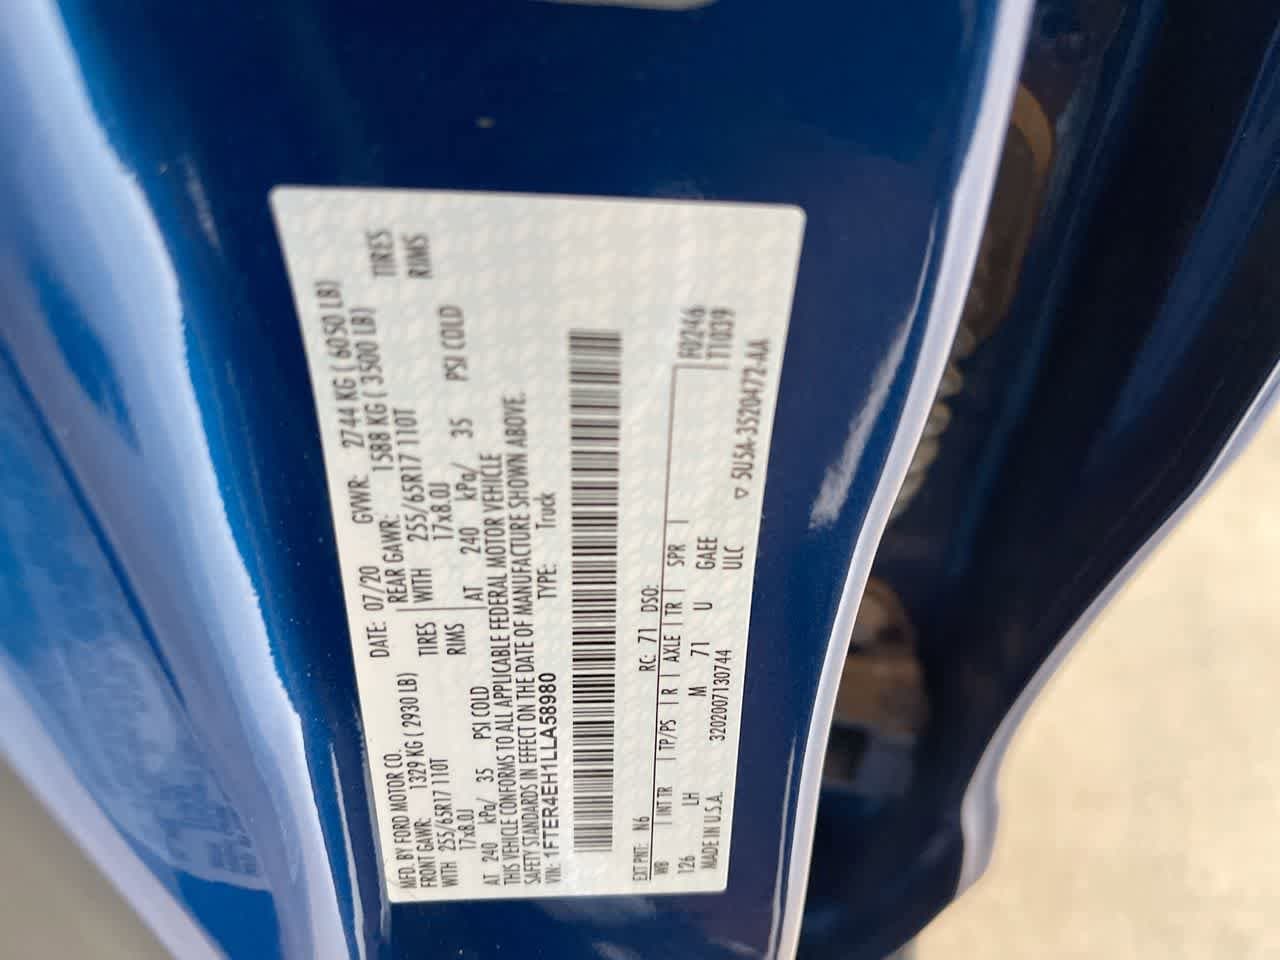 MFD. BY FORD MOTOR CO. DATE: 07/20 GVWR: 2744 KG ( 6050 LB)
FRONT GAWR: 1329 KG ( 2930 LB) REAR GAWR: 1588 KG ( 3500 LB)
WITH 255/65R17 110T TIRES WITH 255/65R17 110T TIRES
17x8.0J RIMS 17x8.0J RIMS
AT 240 kPa/ 35 PSI COLD AT 240 kPa/ 35 PSI COLD
THIS VEHICLE CONFORMS TO ALL APPLICABLE FEDERAL MOTOR VEHICLE
SAFETY STANDARDS IN EFFECT ON THE DATE OF MANUFACTURE SHOWN ABOVE.
VIN: 1FTER4EH1LLA58980 TYPE: Truck
EXT PNT: N6 RC: 71 DSO: F0246
WB INT TR TP/PS R AXLE TR SPR T1039
126 LH M 71 U GAEE
MADE IN U.S.A. 3202007130744 ULC
▽ 5U5A-3520472-AA